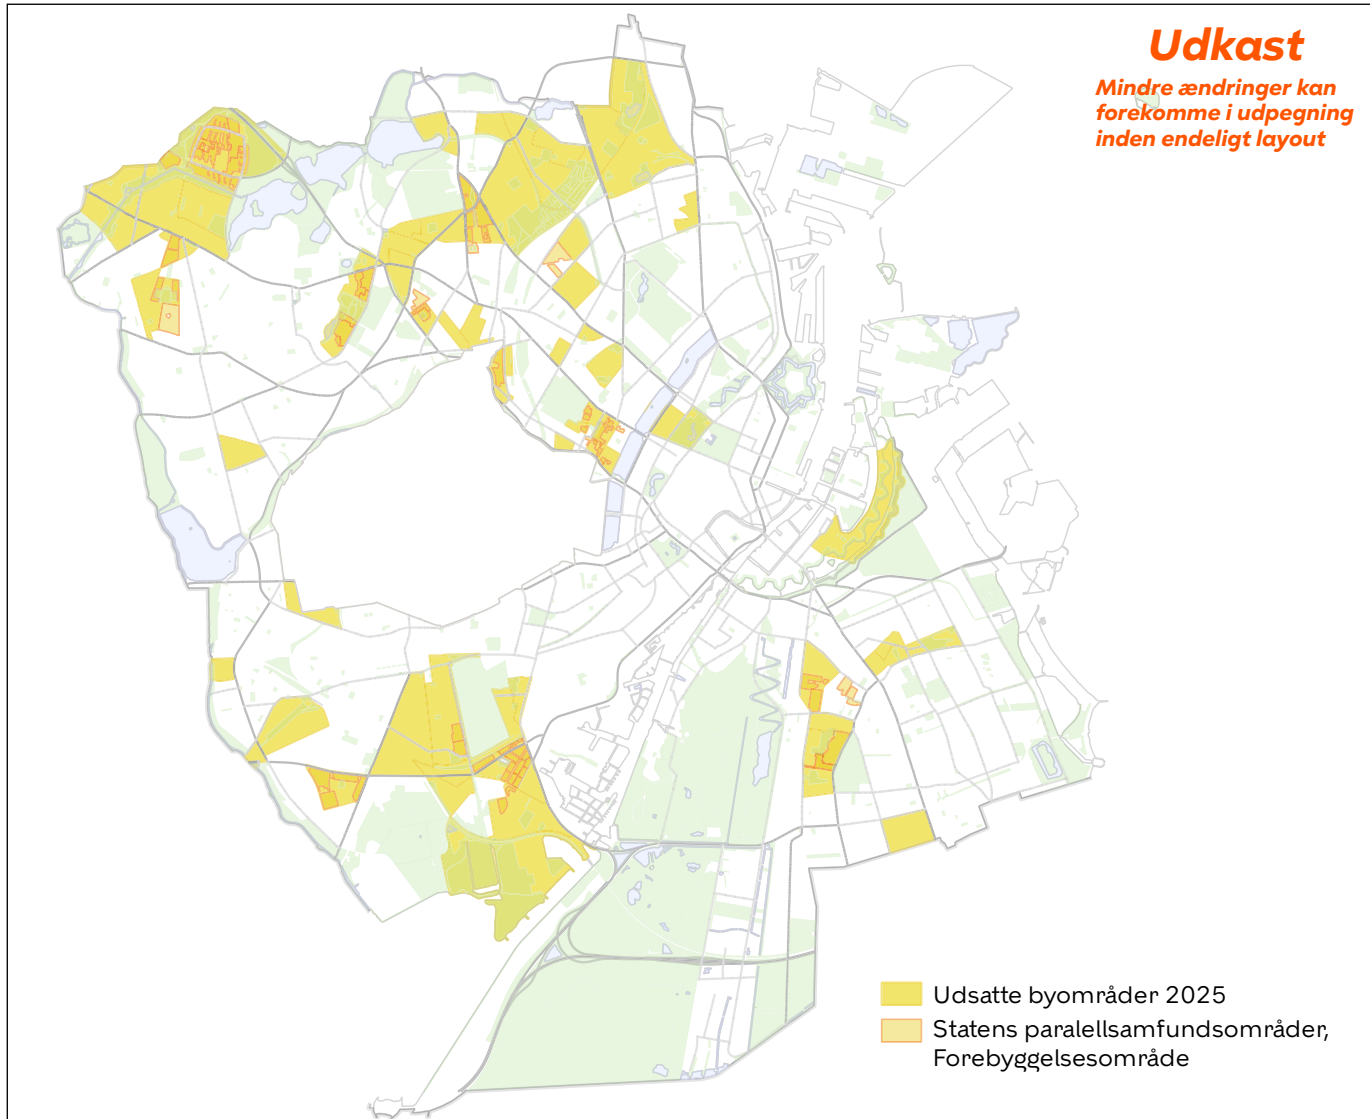 Udkast
Mindre ændringer kan
forekomme i udpegning
inden endeligt layout
Udsatte byområder 2025
Statens paralellsamfundsområder,
Forebyggelsesområde